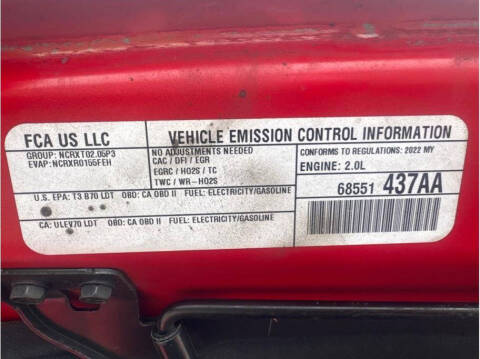 FCA US LLC
GROUP: NCRXT02.05P3
EVAP: NCRXR0155FEH
VEHICLE EMISSION CONTROL INFORMATION
NO ADJUSTMENTS NEEDED
CAC / DFI / EGR
EGRC / HO2S / TC
TWC / WR-HO2S
CONFORMS TO REGULATIONS: 2022 MY
ENGINE: 2.0L
68551 437AA
U.S. EPA: T3 B70 LDT OBD: CA OBD II FUEL: ELECTRICITY/GASOLINE
CA: ULEV70 LDT OBD: CA OBD II FUEL: ELECTRICITY/GASOLINE